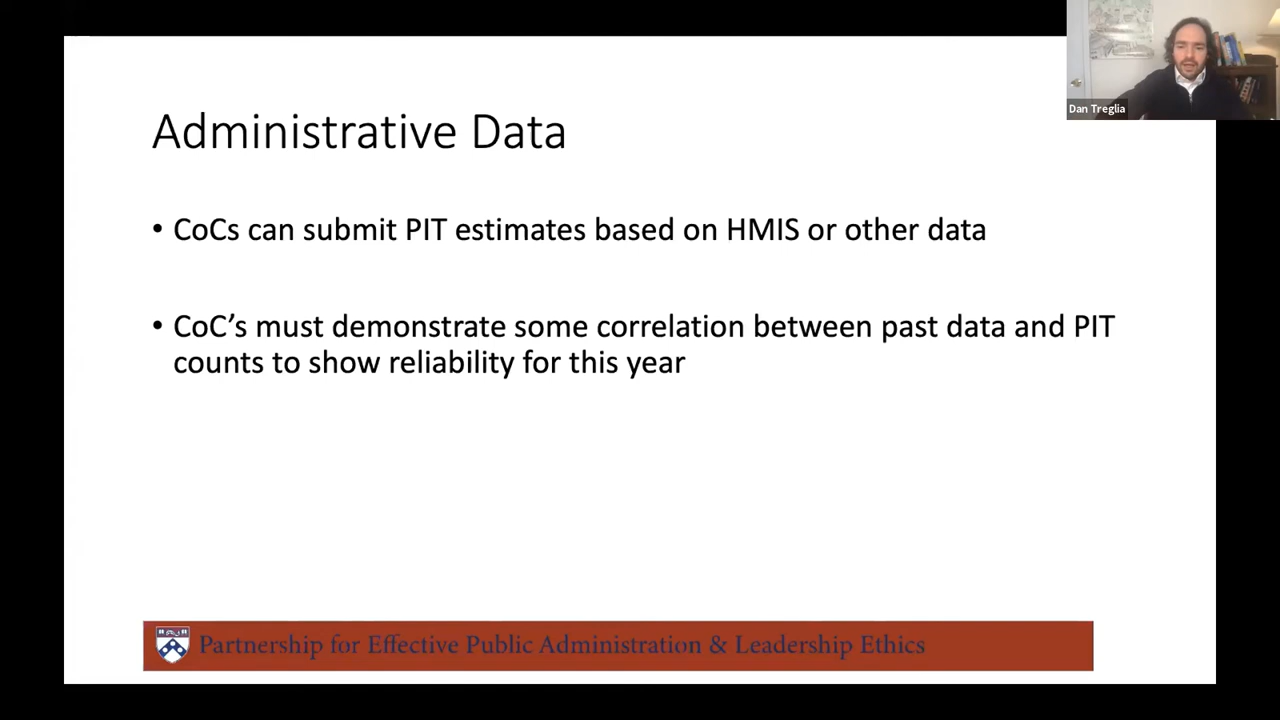 Dan Treglia
Administrative Data
• CoCs can submit PIT estimates based on HMIS or other data
• CoC’s must demonstrate some correlation between past data and PIT
counts to show reliability for this year
Partnership for Effective Public Administration & Leadership Ethics